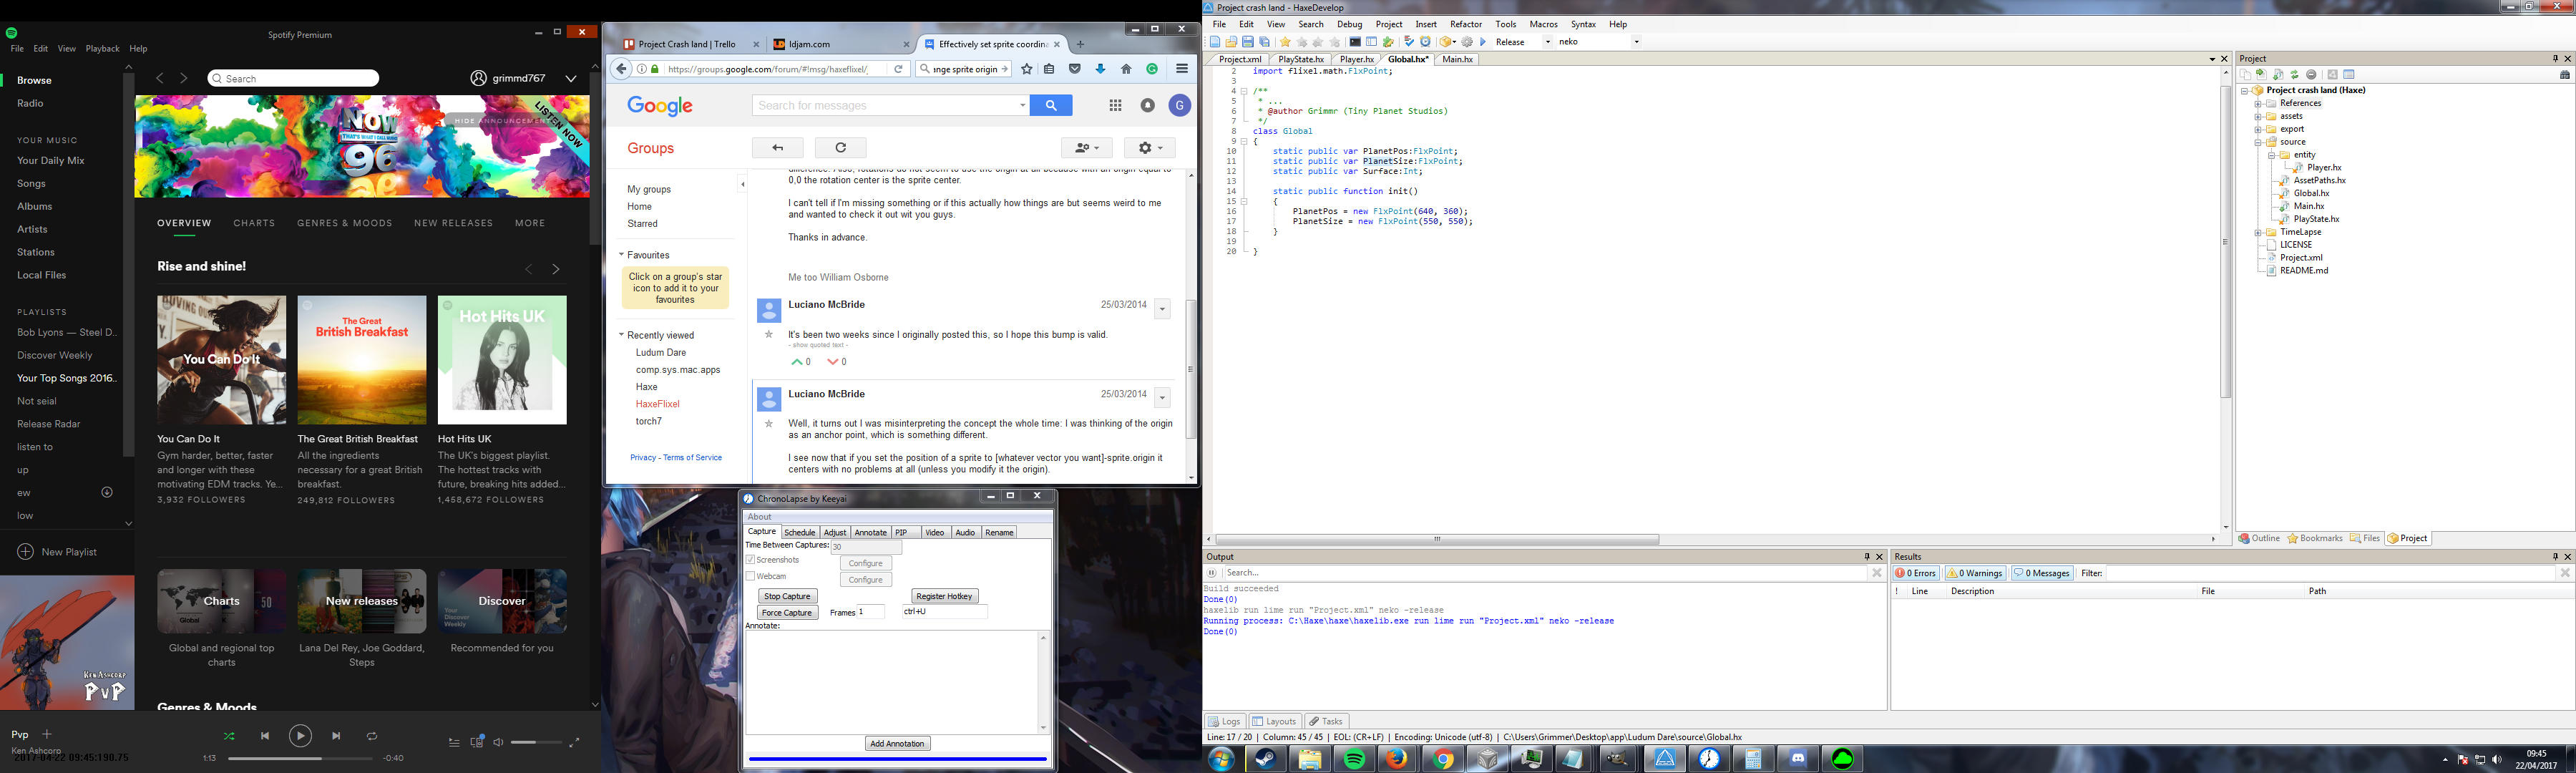 Spotify Premium
File Edit View Playback Help
Browse
Radio
YOUR MUSIC
Your Daily Mix
Songs
Albums
Artists
Stations
Local Files
PLAYLISTS
Bob Lyons — Steel D..
Discover Weekly
Your Top Songs 2016..
Not seial
Release Radar
listen to
up
ew
low
New Playlist
KEN ASHCORP
PvP
Search
grimmd767
NOW
THAT'S WHAT I CALL MUSIC
96
HIDE ANNOUNCEMENT
LISTEN NOW
OVERVIEW CHARTS GENRES & MOODS NEW RELEASES MORE
Rise and shine!
You Can Do It
The Great
British Breakfast
Hot Hits UK
You Can Do It
Gym harder, better, faster
and longer with these
motivating EDM tracks. Ye...
3,932 FOLLOWERS
The Great British Breakfast
All the ingredients
necessary for a great British
breakfast.
249,812 FOLLOWERS
Hot Hits UK
The UK's biggest playlist.
The hottest tracks with
future, breaking hits added...
1,458,672 FOLLOWERS
Charts
New releases
Discover
Global and regional top
charts
Lana Del Rey, Joe Goddard,
Steps
Recommended for you
Genres & Moods
Pvp
Ken Ashcorp
2017-04-22 09:45:190.75
1:13
-0:40
Project Crash land | Trello
ldjam.com
Effectively set sprite coordina
https://groups.google.com/forum/#!msg/haxeflixel/
nge sprite origin
Google
Search for messages
G
Groups
My groups
Home
Starred
Favourites
Click on a group's star
icon to add it to your
favourites
Recently viewed
Ludum Dare
comp.sys.mac.apps
Haxe
HaxeFlixel
torch7
Privacy - Terms of Service
difference. Also, rotations do not seem to use the origin at all because with an origin equal to
0,0 the rotation center is the sprite center.
I can't tell if I'm missing something or if this actually how things are but seems weird to me
and wanted to check it out wit you guys.
Thanks in advance.
Me too William Osborne
Luciano McBride 25/03/2014
It's been two weeks since I originally posted this, so I hope this bump is valid.
- show quoted text -
0 0
Luciano McBride 25/03/2014
Well, it turns out I was misinterpreting the concept the whole time: I was thinking of the origin
as an anchor point, which is something different.
I see now that if you set the position of a sprite to [whatever vector you want]-sprite.origin it
centers with no problems at all (unless you modify it the origin).
ChronoLapse by Keeyai
About
Capture Schedule Adjust Annotate PIP Video Audio Rename
Time Between Captures: 30
Screenshots Configure
Webcam Configure
Stop Capture Register Hotkey
Force Capture Frames 1 ctrl+U
Annotate:
Add Annotation
Project crash land - HaxeDevelop
File Edit View Search Debug Project Insert Refactor Tools Macros Syntax Help
Release neko
Project.xml PlayState.hx Player.hx Global.hx* Main.hx
2 import flixel.math.FlxPoint;
3
4 /**
5 * ...
6 * @author Grimmr (Tiny Planet Studios)
7 */
8 class Global
9 {
10 static public var PlanetPos:FlxPoint;
11 static public var PlanetSize:FlxPoint;
12 static public var Surface:Int;
13
14 static public function init()
15 {
16 PlanetPos = new FlxPoint(640, 360);
17 PlanetSize = new FlxPoint(550, 550);
18 }
19
20 }
Project
Project crash land (Haxe)
References
assets
export
source
entity
Player.hx
AssetPaths.hx
Global.hx
Main.hx
PlayState.hx
TimeLapse
LICENSE
Project.xml
README.md
Outline Bookmarks Files Project
Output
Search...
Build succeeded
Done(0)
haxelib run lime run "Project.xml" neko -release
Running process: C:\Haxe\haxe\haxelib.exe run lime run "Project.xml" neko -release
Done(0)
Logs Layouts Tasks
Results
0 Errors 0 Warnings 0 Messages Filter:
! Line Description File Path
Line: 17 / 20 | Column: 45 / 45 | EOL: (CR+LF) | Encoding: Unicode (utf-8) | C:\Users\Grimmer\Desktop\app\Ludum Dare\source\Global.hx
09:45
22/04/2017